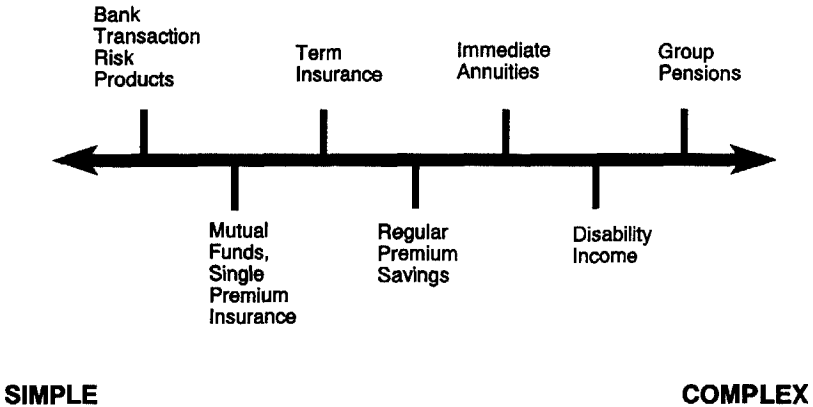 Bank
Transaction
Risk
Products
Term
Insurance
Immediate
Annuities
Group
Pensions
Mutual
Funds,
Single
Premium
Insurance
Regular
Premium
Savings
Disability
Income
SIMPLE
COMPLEX